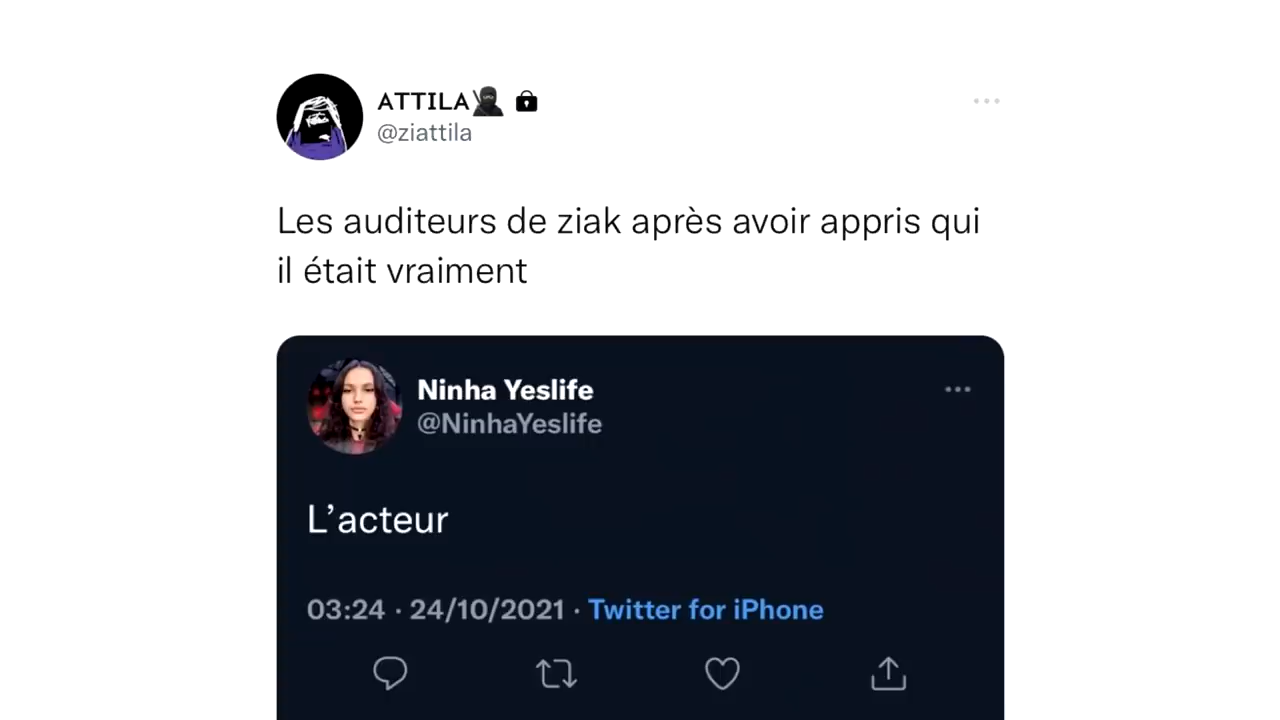 ATTILA
@ziattila
Les auditeurs de ziak après avoir appris qui
il était vraiment
Ninha Yeslife
@NinhaYeslife
L’acteur
03:24 · 24/10/2021 · Twitter for iPhone